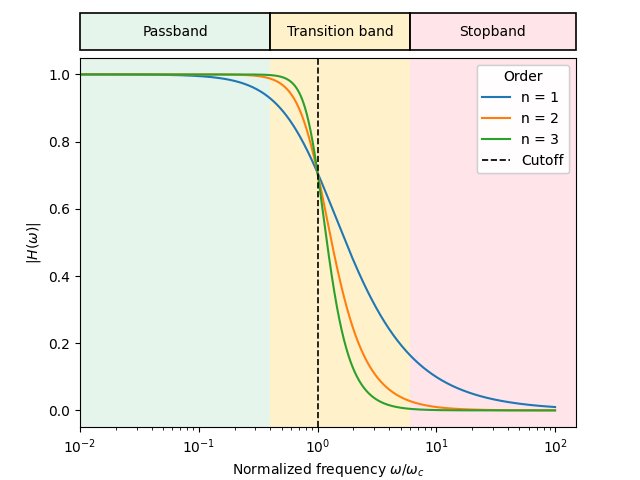 Passband Transition band Stopband
Order
n = 1
n = 2
n = 3
Cutoff
1.0
0.8
0.6
0.4
0.2
0.0
|H(ω)|
10⁻² 10⁻¹ 10⁰ 10¹ 10²
Normalized frequency ω/ω_c